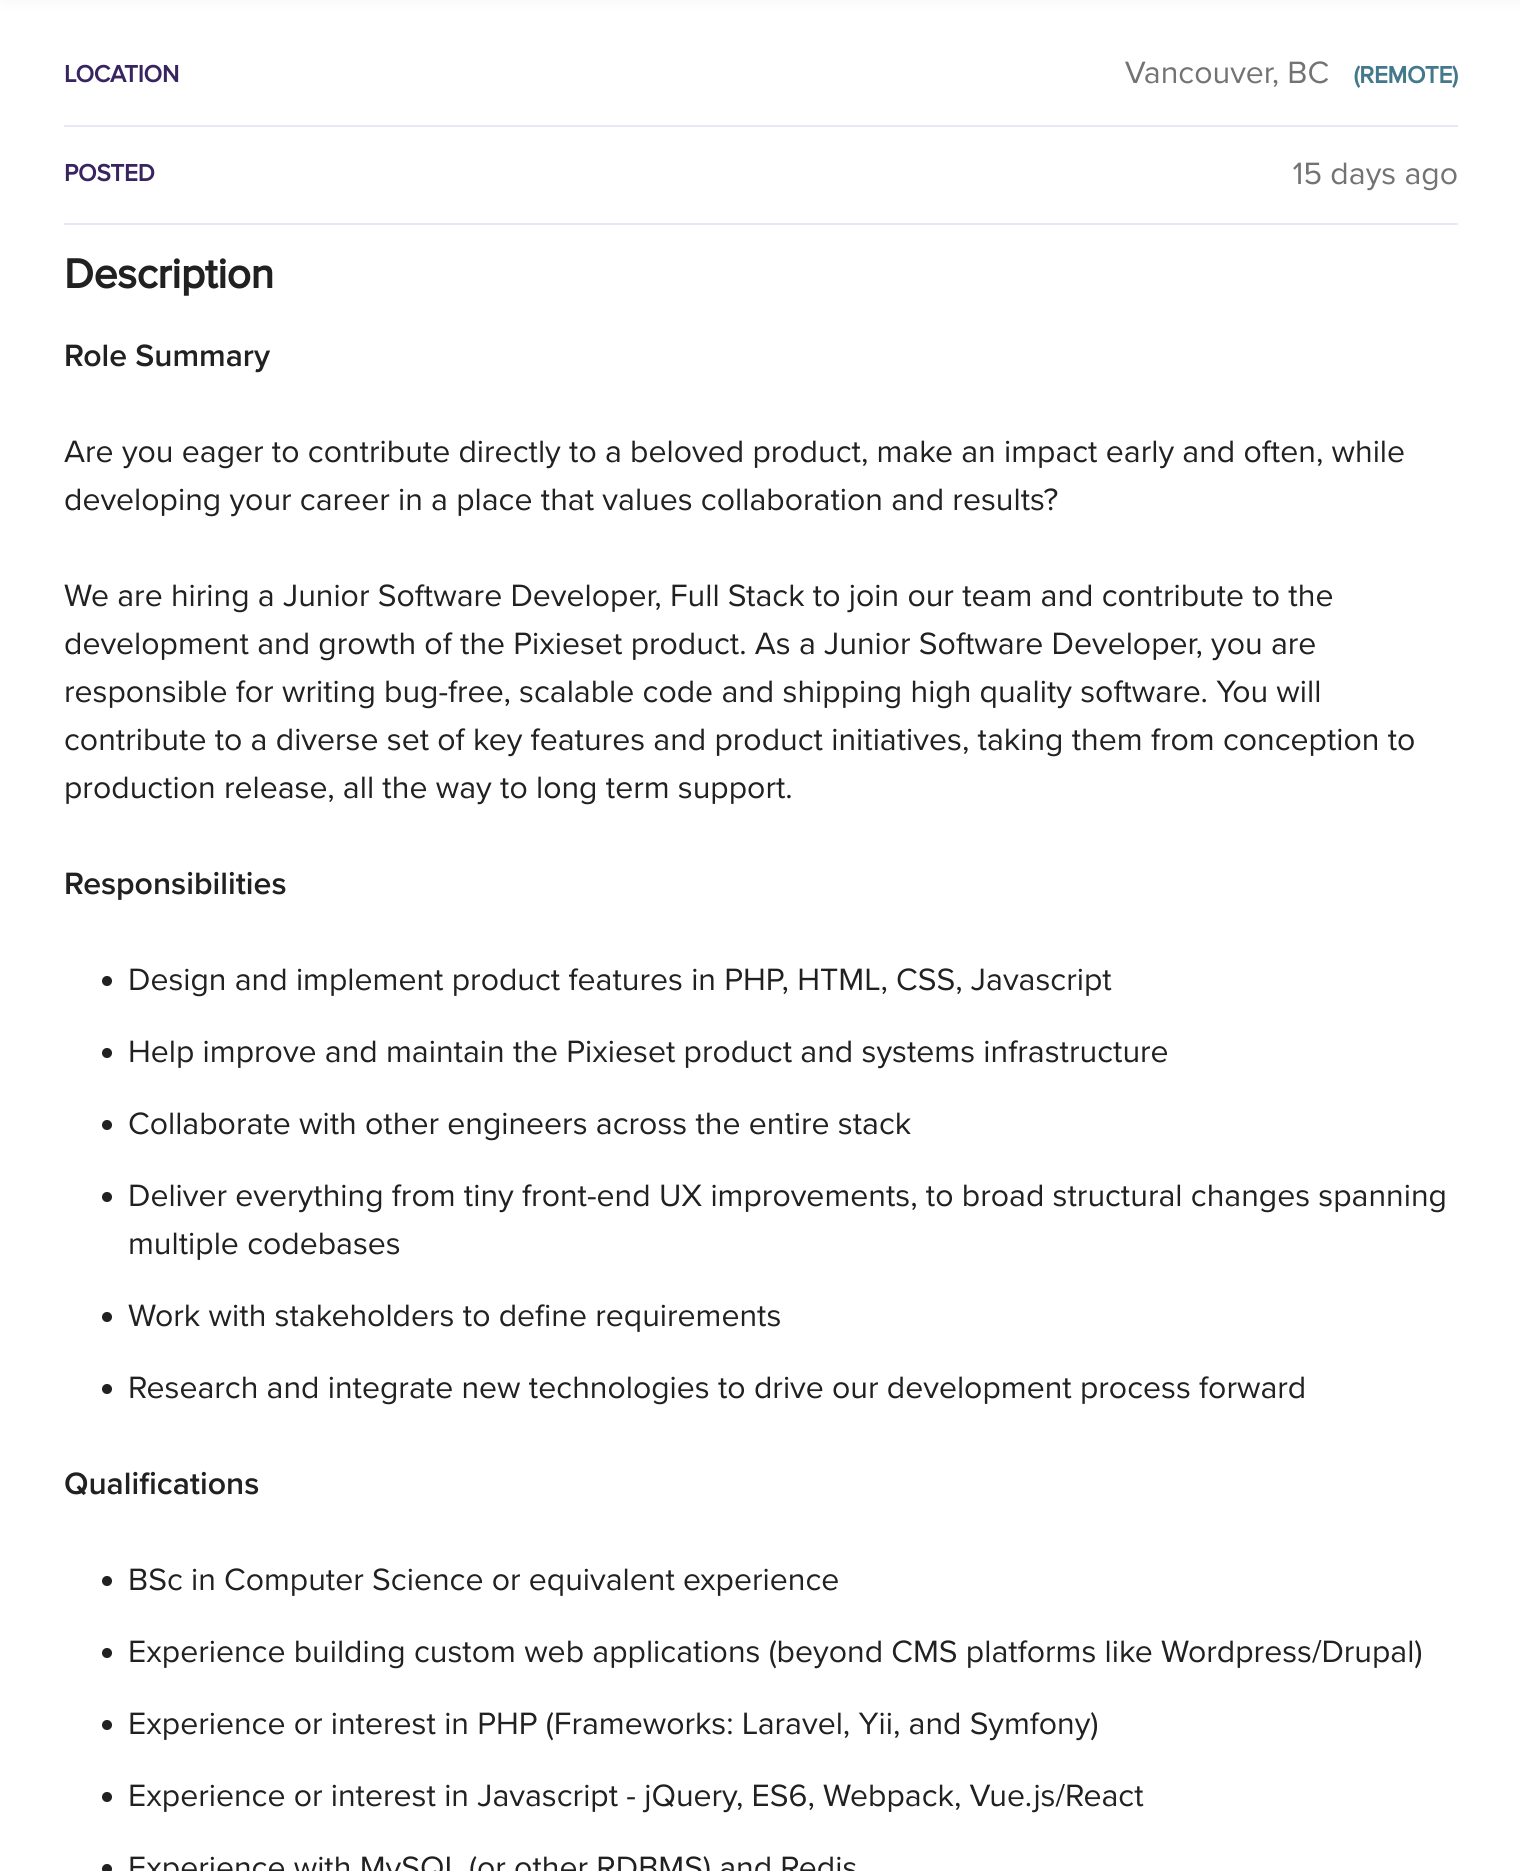 LOCATION
Vancouver, BC (REMOTE)
POSTED
15 days ago
Description
Role Summary
Are you eager to contribute directly to a beloved product, make an impact early and often, while
developing your career in a place that values collaboration and results?
We are hiring a Junior Software Developer, Full Stack to join our team and contribute to the
development and growth of the Pixieset product. As a Junior Software Developer, you are
responsible for writing bug-free, scalable code and shipping high quality software. You will
contribute to a diverse set of key features and product initiatives, taking them from conception to
production release, all the way to long term support.
Responsibilities
• Design and implement product features in PHP, HTML, CSS, Javascript
• Help improve and maintain the Pixieset product and systems infrastructure
• Collaborate with other engineers across the entire stack
• Deliver everything from tiny front-end UX improvements, to broad structural changes spanning
multiple codebases
• Work with stakeholders to define requirements
• Research and integrate new technologies to drive our development process forward
Qualifications
• BSc in Computer Science or equivalent experience
• Experience building custom web applications (beyond CMS platforms like Wordpress/Drupal)
• Experience or interest in PHP (Frameworks: Laravel, Yii, and Symfony)
• Experience or interest in Javascript - jQuery, ES6, Webpack, Vue.js/React
• Experience with MySQL (or other RDBMS) and Redis